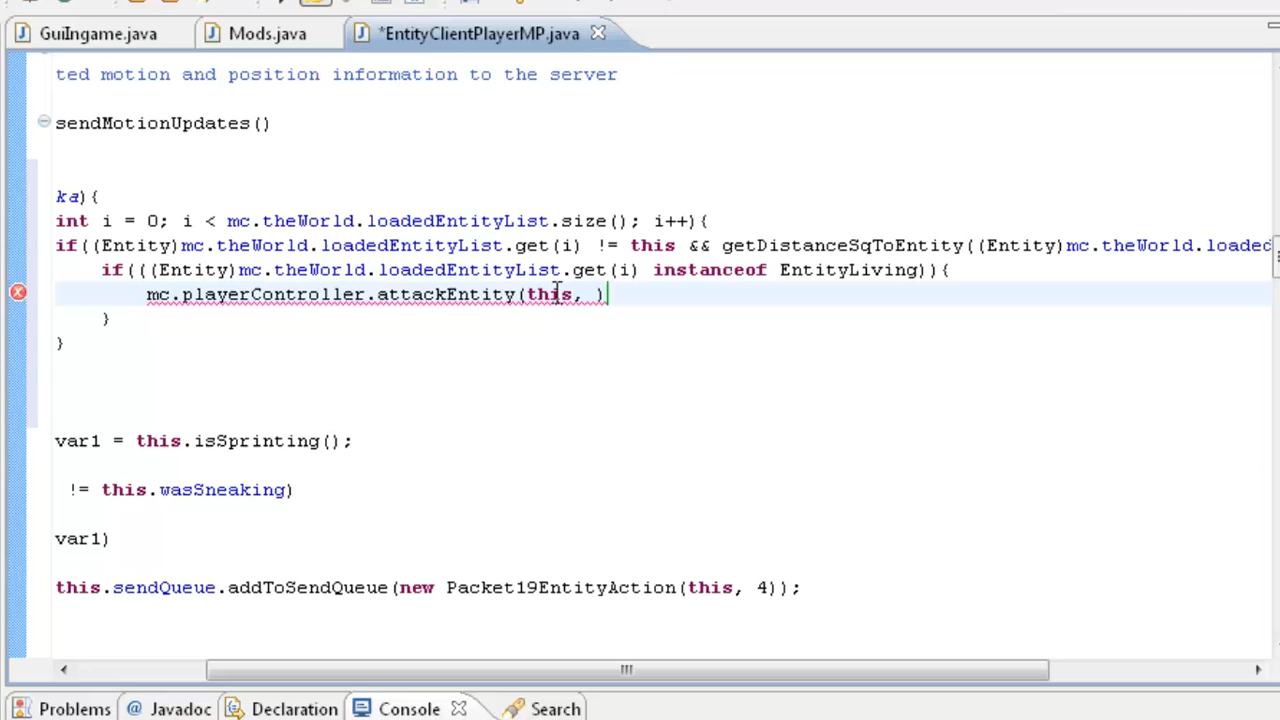 GuiIngame.java Mods.java *EntityClientPlayerMP.java
ted motion and position information to the server
sendMotionUpdates()
ka){
int i = 0; i < mc.theWorld.loadedEntityList.size(); i++){
if((Entity)mc.theWorld.loadedEntityList.get(i) != this && getDistanceSqToEntity((Entity)mc.theWorld.loaded
if(((Entity)mc.theWorld.loadedEntityList.get(i) instanceof EntityLiving)){
mc.playerController.attackEntity(this, )
}
}
var1 = this.isSprinting();
!= this.wasSneaking)
var1)
this.sendQueue.addToSendQueue(new Packet19EntityAction(this, 4));
Problems @ Javadoc Declaration Console Search